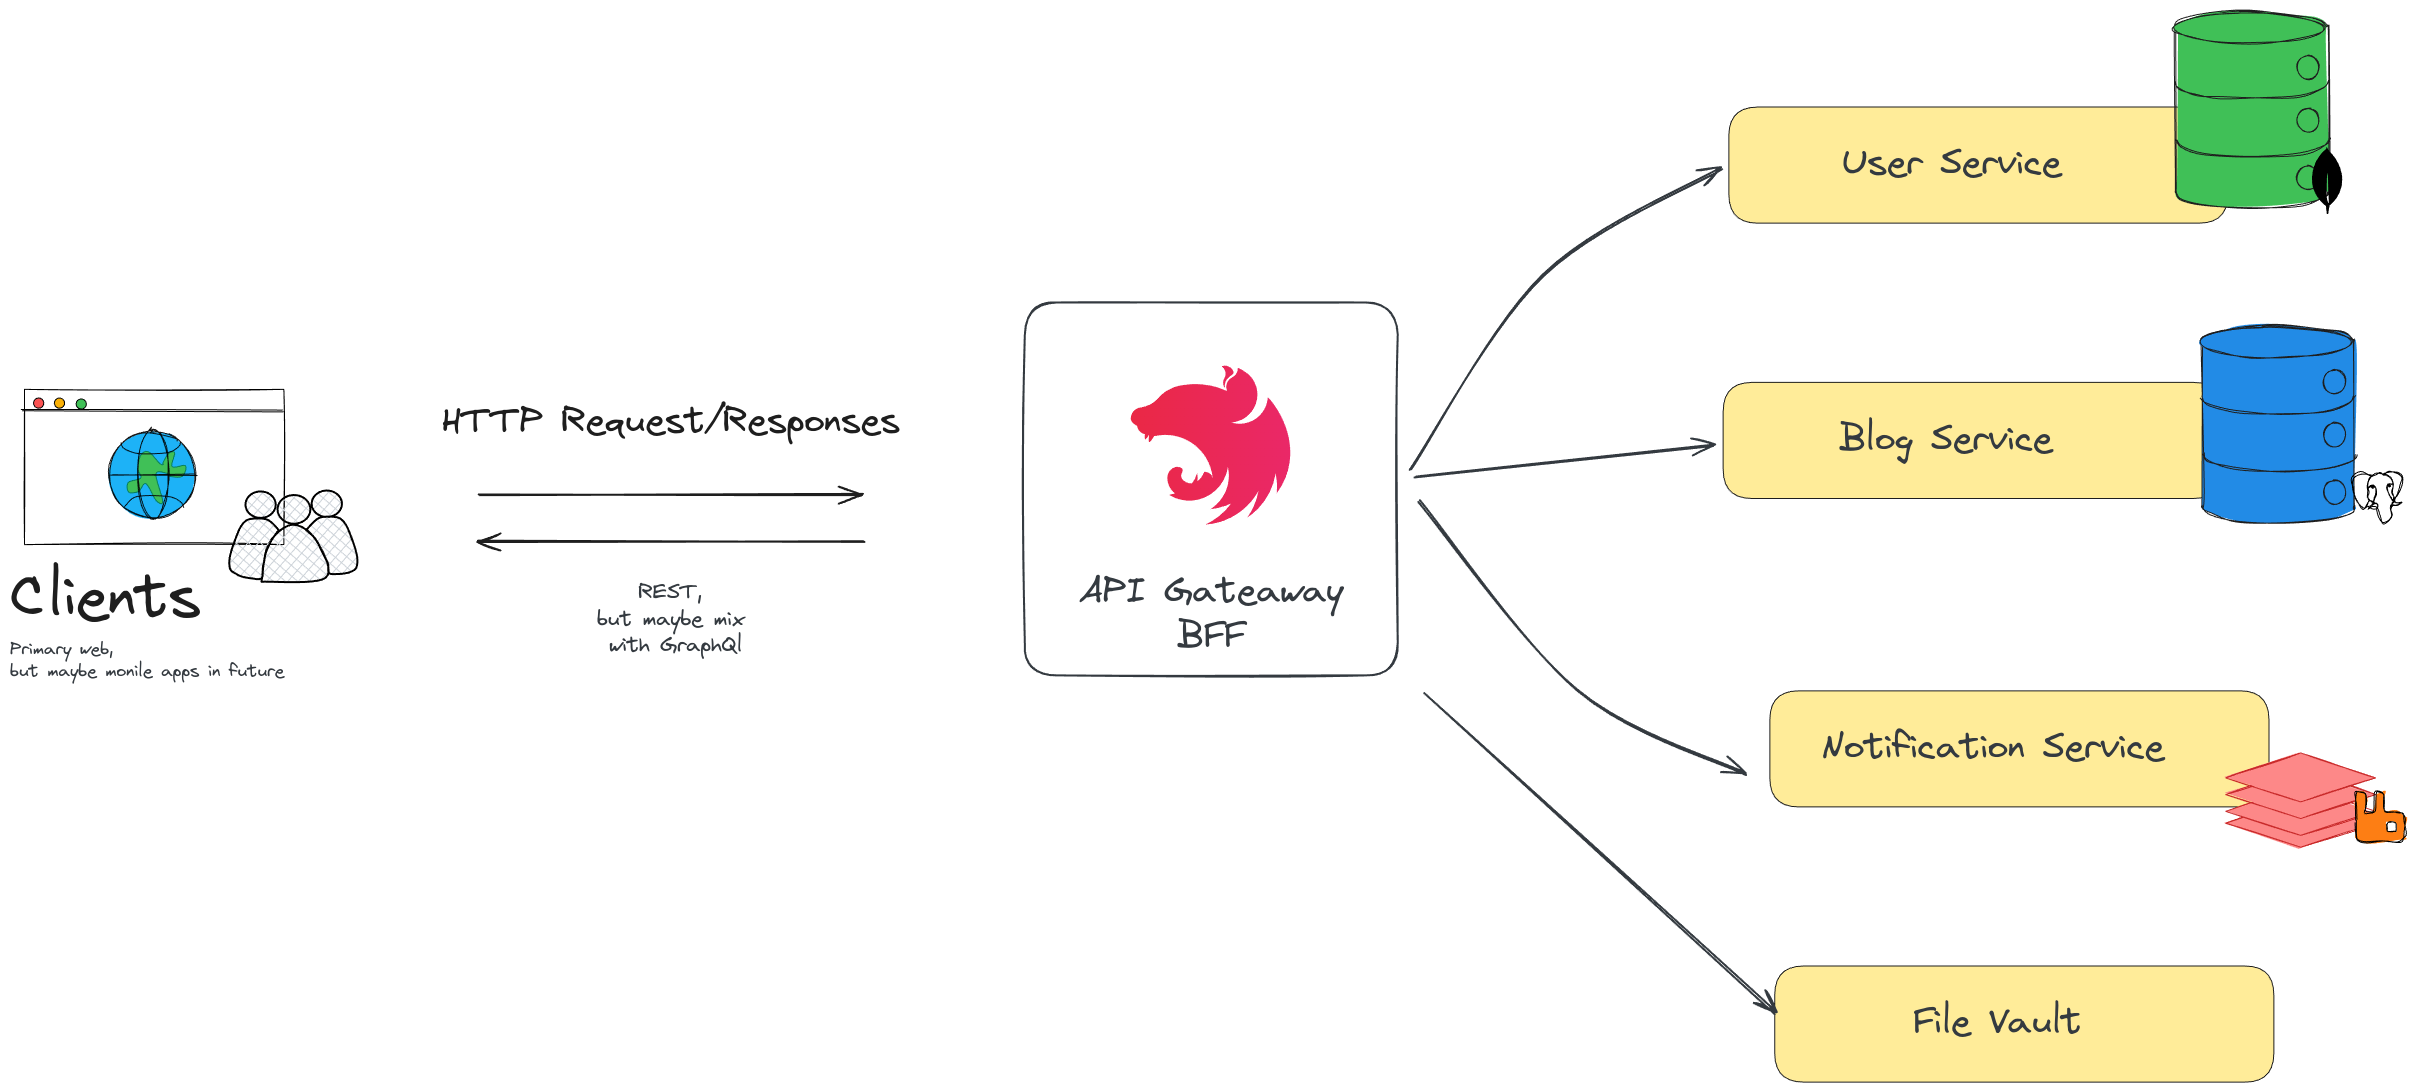 Clients
Primary web,
but maybe monile apps in future
HTTP Request/Responses
REST,
but maybe mix
with GraphQl
API Gateaway
BFF
User Service
Blog Service
Notification Service
File Vault